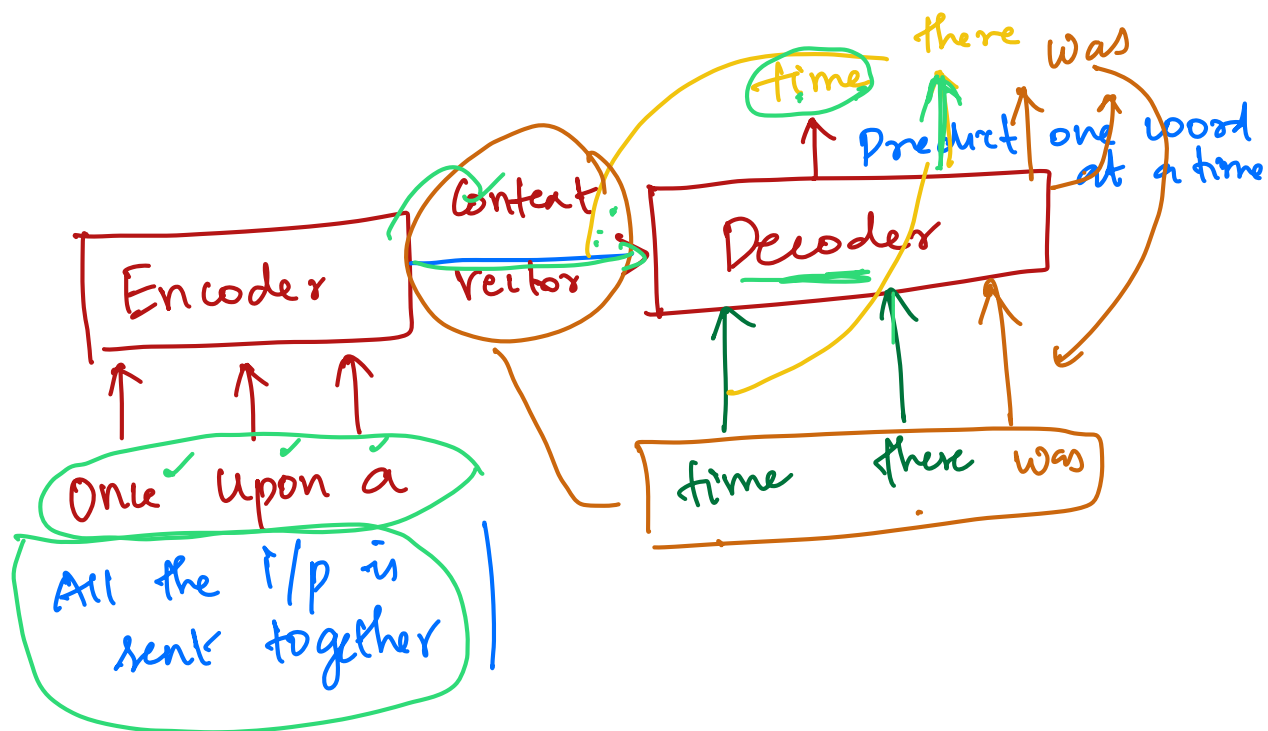 there was
time
Predict one word
at a time
Context
Vector
Encoder
Decoder
Once upon a
time there was
All the i/p is
sent together